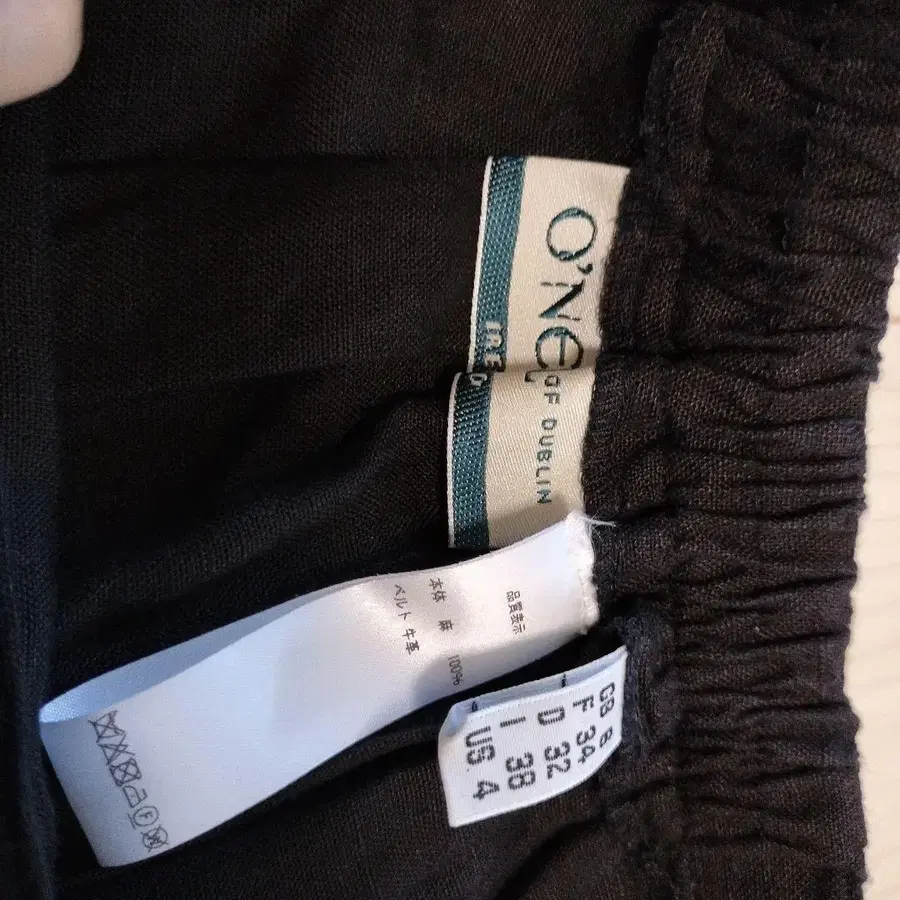 O'NE
OF DUBLIN
IRE
品質表示
本体 麻 100%
ベルト 牛革
F
W
GB 8
F 34
D 32
I 38
US 4